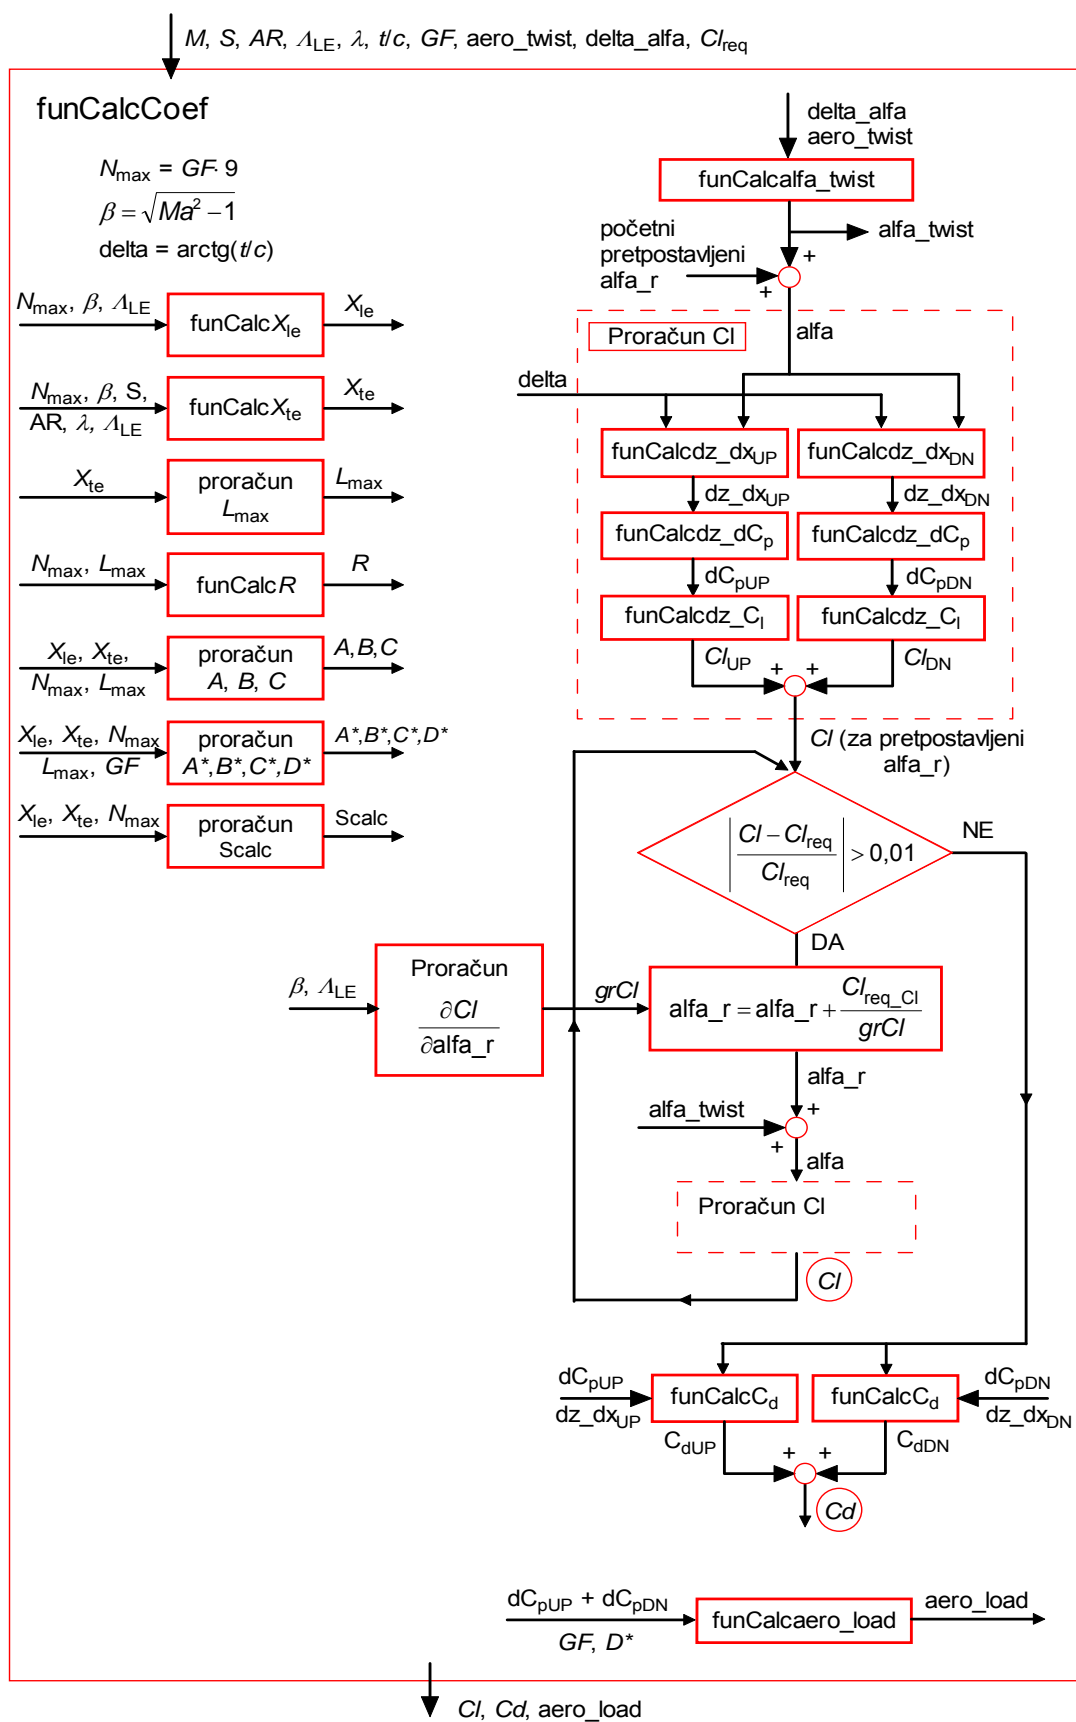 M, S, AR, Λ_LE, λ, t/c, GF, aero_twist, delta_alfa, Cl_req
funCalcCoef
N_max = GF· 9
β = √(Ma² − 1)
delta = arctg(t/c)
N_max, β, Λ_LE
funCalcX_le
X_le
N_max, β, S,
AR, λ, Λ_LE
funCalcX_te
X_te
X_te
proračun
L_max
L_max
N_max, L_max
funCalcR
R
X_le, X_te,
N_max, L_max
proračun
A, B, C
A,B,C
X_le, X_te, N_max
L_max, GF
proračun
A*,B*,C*,D*
A*,B*,C*,D*
X_le, X_te, N_max
proračun
Scalc
Scalc
delta_alfa
aero_twist
funCalcalfa_twist
alfa_twist
početni
pretpostavljeni
alfa_r
+
+
alfa
Proračun Cl
delta
funCalcdz_dx_UP
funCalcdz_dx_DN
dz_dx_UP
dz_dx_DN
funCalcdz_dC_p
funCalcdz_dC_p
dC_pUP
dC_pDN
funCalcdz_C_l
funCalcdz_C_l
Cl_UP
+
+
Cl_DN
Cl (za pretpostavljeni
alfa_r)
|(Cl − Cl_req)/Cl_req| > 0,01
NE
DA
β, Λ_LE
Proračun
∂Cl/∂alfa_r
grCl
alfa_r = alfa_r + Cl_req_Cl/grCl
alfa_r
alfa_twist
+
+
alfa
Proračun Cl
Cl
dC_pUP
dz_dx_UP
funCalcC_d
funCalcC_d
dC_pDN
dz_dx_DN
C_dUP
+
+
C_dDN
Cd
dC_pUP + dC_pDN
GF, D*
funCalcaero_load
aero_load
Cl, Cd, aero_load